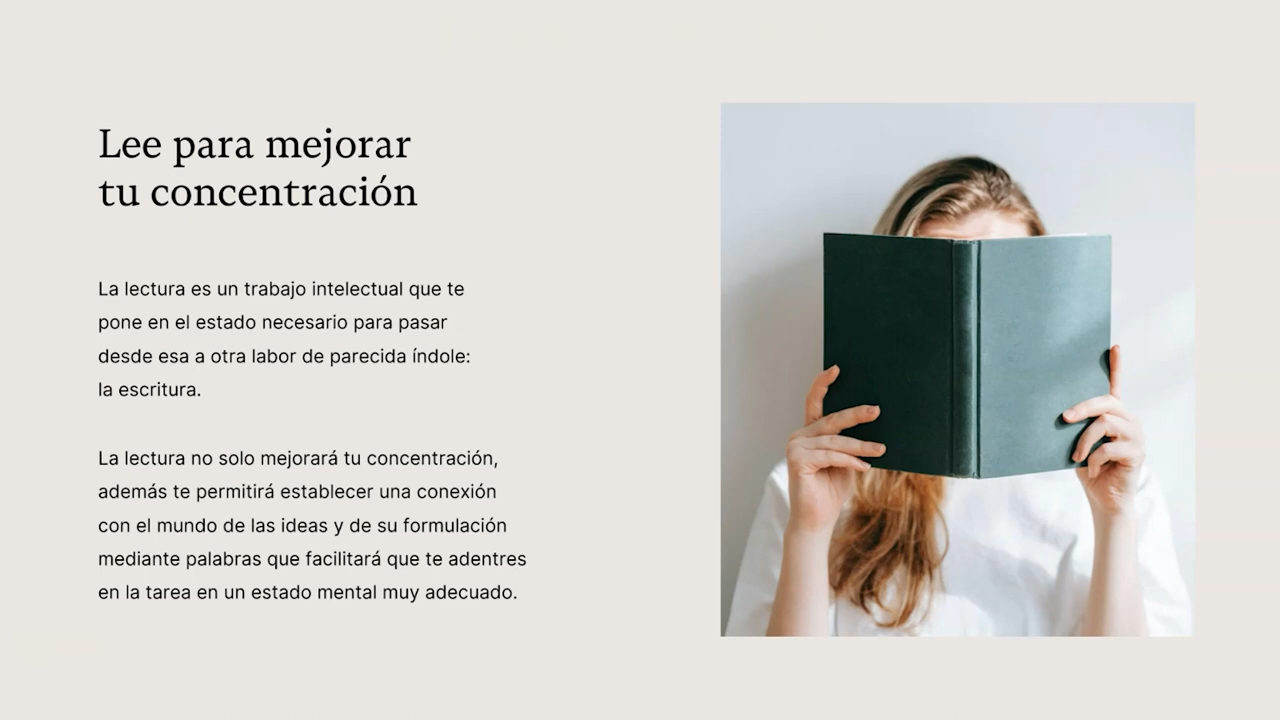 Lee para mejorar
tu concentración
La lectura es un trabajo intelectual que te
pone en el estado necesario para pasar
desde esa a otra labor de parecida índole:
la escritura.
La lectura no solo mejorará tu concentración,
además te permitirá establecer una conexión
con el mundo de las ideas y de su formulación
mediante palabras que facilitará que te adentres
en la tarea en un estado mental muy adecuado.